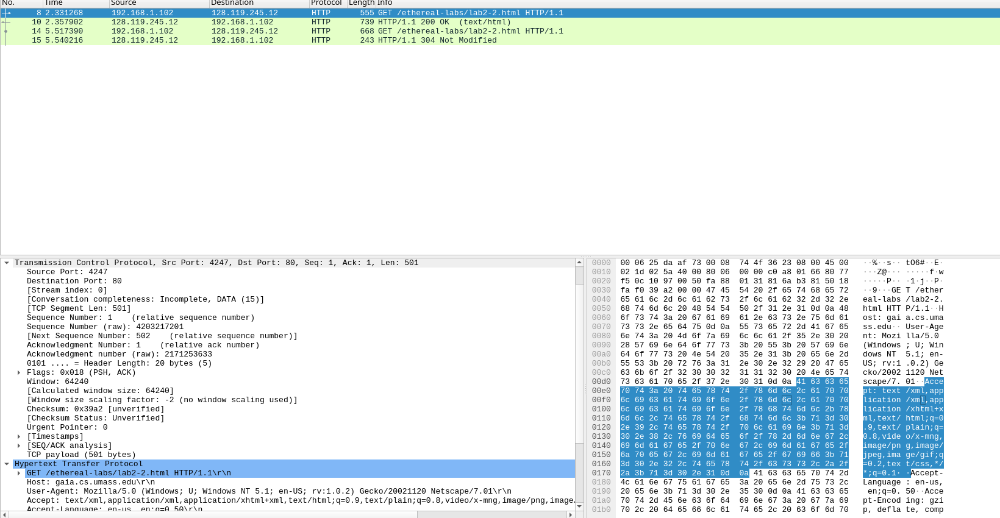 No. Time Source Destination Protocol Length Info
8 2.331268 192.168.1.102 128.119.245.12 HTTP 555 GET /ethereal-labs/lab2-2.html HTTP/1.1
10 2.357902 128.119.245.12 192.168.1.102 HTTP 739 HTTP/1.1 200 OK  (text/html)
14 5.517390 192.168.1.102 128.119.245.12 HTTP 668 GET /ethereal-labs/lab2-2.html HTTP/1.1
15 5.540216 128.119.245.12 192.168.1.102 HTTP 243 HTTP/1.1 304 Not Modified
Transmission Control Protocol, Src Port: 4247, Dst Port: 80, Seq: 1, Ack: 1, Len: 501
Source Port: 4247
Destination Port: 80
[Stream index: 0]
[Conversation completeness: Incomplete, DATA (15)]
[TCP Segment Len: 501]
Sequence Number: 1    (relative sequence number)
Sequence Number (raw): 4203217201
[Next Sequence Number: 502    (relative sequence number)]
Acknowledgment Number: 1    (relative ack number)
Acknowledgment number (raw): 2171253633
0101 .... = Header Length: 20 bytes (5)
Flags: 0x018 (PSH, ACK)
Window: 64240
[Calculated window size: 64240]
[Window size scaling factor: -2 (no window scaling used)]
Checksum: 0x39a2 [unverified]
[Checksum Status: Unverified]
Urgent Pointer: 0
[Timestamps]
[SEQ/ACK analysis]
TCP payload (501 bytes)
Hypertext Transfer Protocol
GET /ethereal-labs/lab2-2.html HTTP/1.1\r\n
Host: gaia.cs.umass.edu\r\n
User-Agent: Mozilla/5.0 (Windows; U; Windows NT 5.1; en-US; rv:1.0.2) Gecko/20021120 Netscape/7.01\r\n
Accept: text/xml,application/xml,application/xhtml+xml,text/html;q=0.9,text/plain;q=0.8,video/x-mng,image/png,image/
Accept-Language: en-us, en;q=0.50\r\n
0000 00 06 25 da af 73 00 08 74 4f 36 23 08 00 45 00 ··%··s·· tO6#··E·
0010 02 1d 02 5a 40 00 80 06 00 00 c0 a8 01 66 80 77 ···Z@··· ·····f·w
0020 f5 0c 10 97 00 50 fa 88 01 31 81 6a b3 81 50 18 ·····P·· ·1·j··P·
0030 fa f0 39 a2 00 00 47 45 54 20 2f 65 74 68 65 72 ··9···GE T /ether
0040 65 61 6c 2d 6c 61 62 73 2f 6c 61 62 32 2d 32 2e eal-labs /lab2-2.
0050 68 74 6d 6c 20 48 54 54 50 2f 31 2e 31 0d 0a 48 html HTT P/1.1··H
0060 6f 73 74 3a 20 67 61 69 61 2e 63 73 2e 75 6d 61 ost: gai a.cs.uma
0070 73 73 2e 65 64 75 0d 0a 55 73 65 72 2d 41 67 65 ss.edu·· User-Age
0080 6e 74 3a 20 4d 6f 7a 69 6c 6c 61 2f 35 2e 30 20 nt: Mozi lla/5.0
0090 28 57 69 6e 64 6f 77 73 3b 20 55 3b 20 57 69 6e (Windows ; U; Win
00a0 64 6f 77 73 20 4e 54 20 35 2e 31 3b 20 65 6e 2d dows NT  5.1; en-
00b0 55 53 3b 20 72 76 3a 31 2e 30 2e 32 29 20 47 65 US; rv:1 .0.2) Ge
00c0 63 6b 6f 2f 32 30 30 32 31 31 32 30 20 4e 65 74 cko/2002 1120 Net
00d0 73 63 61 70 65 2f 37 2e 30 31 0d 0a 41 63 63 65 scape/7. 01··Acce
00e0 70 74 3a 20 74 65 78 74 2f 78 6d 6c 2c 61 70 70 pt: text /xml,app
00f0 6c 69 63 61 74 69 6f 6e 2f 78 6d 6c 2c 61 70 70 lication /xml,app
0100 6c 69 63 61 74 69 6f 6e 2f 78 68 74 6d 6c 2b 78 lication /xhtml+x
0110 6d 6c 2c 74 65 78 74 2f 68 74 6d 6c 3b 71 3d 30 ml,text/ html;q=0
0120 2e 39 2c 74 65 78 74 2f 70 6c 61 69 6e 3b 71 3d .9,text/ plain;q=
0130 30 2e 38 2c 76 69 64 65 6f 2f 78 2d 6d 6e 67 2c 0.8,vide o/x-mng,
0140 69 6d 61 67 65 2f 70 6e 67 2c 69 6d 61 67 65 2f image/pn g,image/
0150 6a 70 65 67 2c 69 6d 61 67 65 2f 67 69 66 3b 71 jpeg,ima ge/gif;q
0160 3d 30 2e 32 2c 74 65 78 74 2f 63 73 73 2c 2a 2f =0.2,tex t/css,*/
0170 2a 3b 71 3d 30 2e 31 0d 0a 41 63 63 65 70 74 2d *;q=0.1· ·Accept-
0180 4c 61 6e 67 75 61 67 65 3a 20 65 6e 2d 75 73 2c Language : en-us,
0190 20 65 6e 3b 71 3d 30 2e 35 30 0d 0a 41 63 63 65 en;q=0. 50··Acce
01a0 70 74 2d 45 6e 63 6f 64 69 6e 67 3a 20 67 7a 69 pt-Encod ing: gzi
01b0 70 2c 20 64 65 66 6c 61 74 65 2c 20 63 6f 6d 70 p, defla te, comp